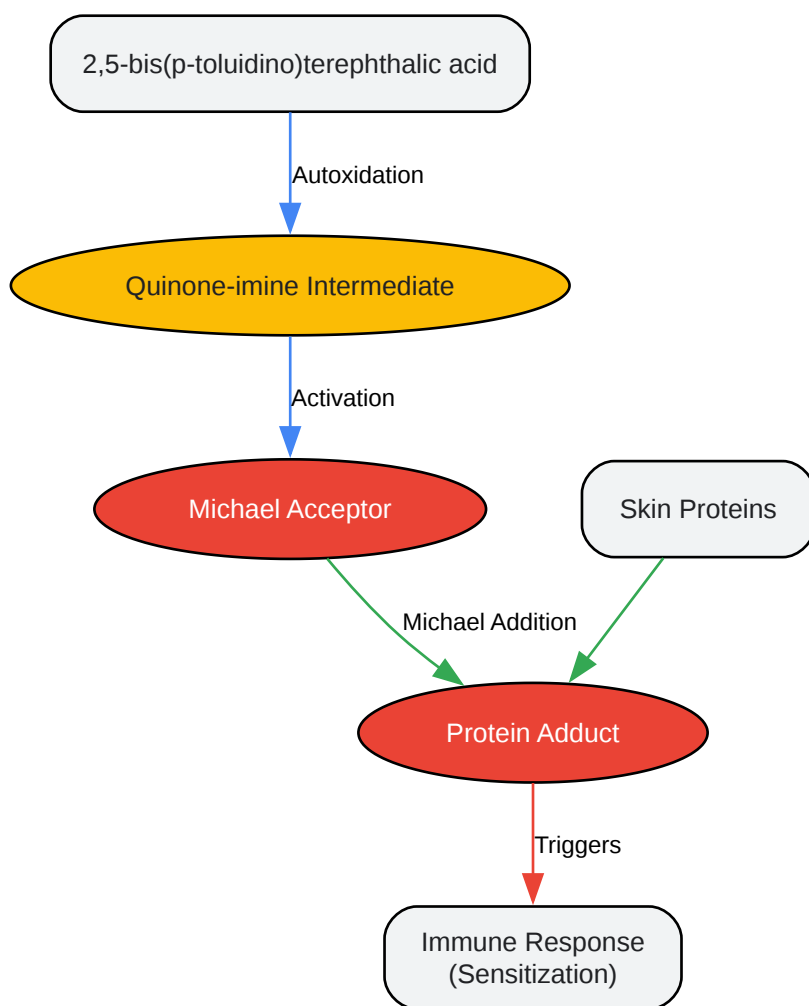 2,5-bis(p-toluidino)terephthalic acid
Autoxidation
Quinone-imine Intermediate
Activation
Michael Acceptor
Skin Proteins
Michael Addition
Protein Adduct
Triggers
Immune Response
(Sensitization)